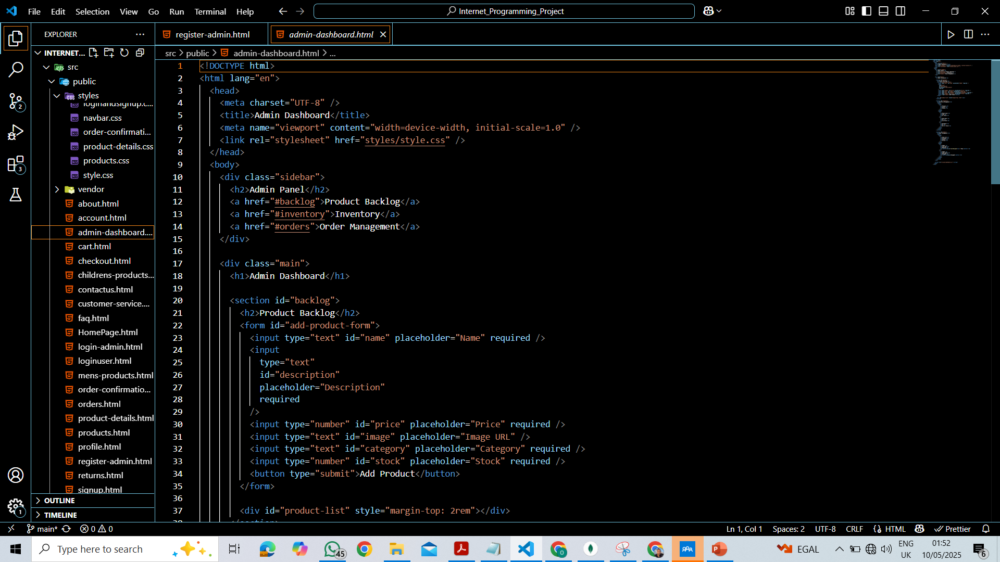 File Edit Selection View Go Run Terminal Help
Internet_Programming_Project
EXPLORER
register-admin.html
admin-dashboard.html
INTERNET...
src > public > admin-dashboard.html > ...
src
public
styles
loginandsignup.c...
navbar.css
order-confirmati...
product-details.css
products.css
style.css
vendor
about.html
account.html
admin-dashboard....
cart.html
checkout.html
childrens-products...
contactus.html
customer-service....
faq.html
HomePage.html
login-admin.html
loginuser.html
mens-products.html
order-confirmatio...
orders.html
product-details.html
products.html
profile.html
register-admin.html
returns.html
signup.html
OUTLINE
TIMELINE
2
3
1
1 <!DOCTYPE html>
2 <html lang="en">
3 <head>
4 <meta charset="UTF-8" />
5 <title>Admin Dashboard</title>
6 <meta name="viewport" content="width=device-width, initial-scale=1.0" />
7 <link rel="stylesheet" href="styles/style.css" />
8 </head>
9 <body>
10 <div class="sidebar">
11 <h2>Admin Panel</h2>
12 <a href="#backlog">Product Backlog</a>
13 <a href="#inventory">Inventory</a>
14 <a href="#orders">Order Management</a>
15 </div>
16
17 <div class="main">
18 <h1>Admin Dashboard</h1>
19
20 <section id="backlog">
21 <h2>Product Backlog</h2>
22 <form id="add-product-form">
23 <input type="text" id="name" placeholder="Name" required />
24 <input
25 type="text"
26 id="description"
27 placeholder="Description"
28 required
29 />
30 <input type="number" id="price" placeholder="Price" required />
31 <input type="text" id="image" placeholder="Image URL" />
32 <input type="text" id="category" placeholder="Category" required />
33 <input type="number" id="stock" placeholder="Stock" required />
34 <button type="submit">Add Product</button>
35 </form>
36
37 <div id="product-list" style="margin-top: 2rem"></div>
38 </section>
main* 0 0
Ln 1, Col 1 Spaces: 2 UTF-8 CRLF HTML Prettier
Type here to search
45
EGAL
ENG
UK
01:52
10/05/2025
6